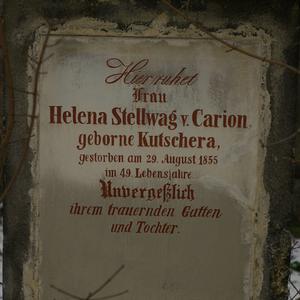 Hier ruhet
Frau
Helena Stellwag v. Carion
geborne Kutschera,
gestorben am 29. August 1855
im 49. Lebensjahre
Unvergeßlich
ihrem trauernden Gatten
und Tochter.